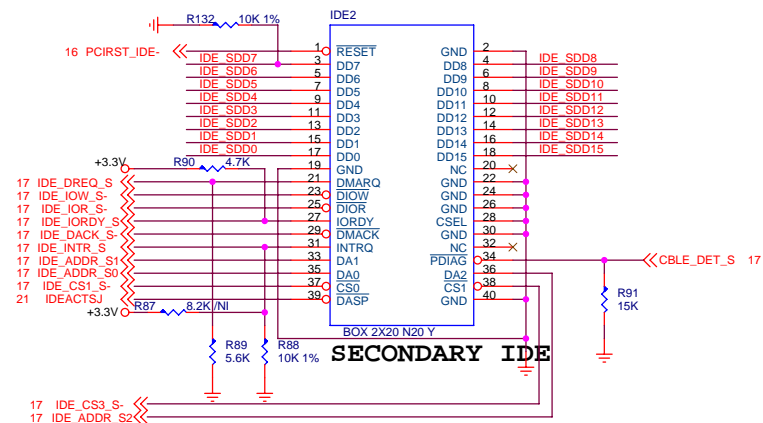 R132 10K 1%
IDE2
16 PCIRST_IDE-
1 RESET GND 2
IDE_SDD7 3 DD7 DD8 4 IDE_SDD8
IDE_SDD6 5 DD6 DD9 6 IDE_SDD9
IDE_SDD5 7 DD5 DD10 8 IDE_SDD10
IDE_SDD4 9 DD4 DD11 10 IDE_SDD11
IDE_SDD3 11 DD3 DD12 12 IDE_SDD12
IDE_SDD2 13 DD2 DD13 14 IDE_SDD13
IDE_SDD1 15 DD1 DD14 16 IDE_SDD14
IDE_SDD0 17 DD0 DD15 18 IDE_SDD15
+3.3V R90 4.7K 19 GND NC 20
17 IDE_DREQ_S 21 DMARQ GND 22
17 IDE_IOW_S- 23 DIOW GND 24
17 IDE_IOR_S- 25 DIOR GND 26
17 IDE_IORDY_S 27 IORDY CSEL 28
17 IDE_DACK_S- 29 DMACK GND 30
17 IDE_INTR_S 31 INTRQ NC 32
17 IDE_ADDR_S1 33 DA1 PDIAG 34 CBLE_DET_S 17
17 IDE_ADDR_S0 35 DA0 DA2 36
17 IDE_CS1_S- 37 CS0 CS1 38
21 IDEACTSJ 39 DASP GND 40
R91
15K
+3.3V R87 8.2K /NI
BOX 2X20 N20 Y
SECONDARY IDE
R89
5.6K
R88
10K 1%
17 IDE_CS3_S-
17 IDE_ADDR_S2